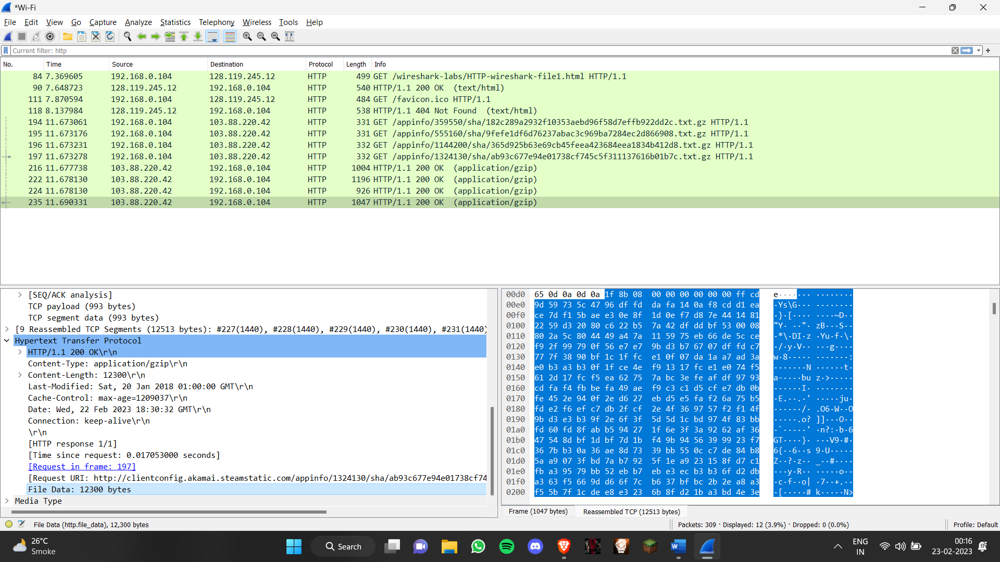 *Wi-Fi
File Edit View Go Capture Analyze Statistics Telephony Wireless Tools Help
Current filter: http
No. Time Source Destination Protocol Length Info
84 7.369605 192.168.0.104 128.119.245.12 HTTP 499 GET /wireshark-labs/HTTP-wireshark-file1.html HTTP/1.1
90 7.648723 128.119.245.12 192.168.0.104 HTTP 540 HTTP/1.1 200 OK (text/html)
111 7.870594 192.168.0.104 128.119.245.12 HTTP 484 GET /favicon.ico HTTP/1.1
118 8.137984 128.119.245.12 192.168.0.104 HTTP 538 HTTP/1.1 404 Not Found (text/html)
194 11.673061 192.168.0.104 103.88.220.42 HTTP 331 GET /appinfo/359550/sha/182c289a2932f10353aebd96f58d7effb922dd2c.txt.gz HTTP/1.1
195 11.673176 192.168.0.104 103.88.220.42 HTTP 331 GET /appinfo/555160/sha/9fefe1df6d76237abac3c969ba7284ec2d866908.txt.gz HTTP/1.1
196 11.673231 192.168.0.104 103.88.220.42 HTTP 332 GET /appinfo/1144200/sha/365d925b63e69cb45feea423684eea1834b412d8.txt.gz HTTP/1.1
197 11.673278 192.168.0.104 103.88.220.42 HTTP 332 GET /appinfo/1324130/sha/ab93c677e94e01738cf745c5f311137616b01b7c.txt.gz HTTP/1.1
216 11.677738 103.88.220.42 192.168.0.104 HTTP 1004 HTTP/1.1 200 OK (application/gzip)
222 11.678130 103.88.220.42 192.168.0.104 HTTP 1196 HTTP/1.1 200 OK (application/gzip)
224 11.678130 103.88.220.42 192.168.0.104 HTTP 926 HTTP/1.1 200 OK (application/gzip)
235 11.690331 103.88.220.42 192.168.0.104 HTTP 1047 HTTP/1.1 200 OK (application/gzip)
[SEQ/ACK analysis]
TCP payload (993 bytes)
TCP segment data (993 bytes)
[9 Reassembled TCP Segments (12513 bytes): #227(1440), #228(1440), #229(1440), #230(1440), #231(1440)
Hypertext Transfer Protocol
HTTP/1.1 200 OK\r\n
Content-Type: application/gzip\r\n
Content-Length: 12300\r\n
Last-Modified: Sat, 20 Jan 2018 01:00:00 GMT\r\n
Cache-Control: max-age=1209037\r\n
Date: Wed, 22 Feb 2023 18:30:32 GMT\r\n
Connection: keep-alive\r\n
\r\n
[HTTP response 1/1]
[Time since request: 0.017053000 seconds]
[Request in frame: 197]
[Request URI: http://clientconfig.akamai.steamstatic.com/appinfo/1324130/sha/ab93c677e94e01738cf74
File Data: 12300 bytes
Media Type
00d0 65 0d 0a 0d 0a 1f 8b 08 00 00 00 00 00 00 ff cd e···· ··· ········
00e0 9d 59 73 5c 47 96 df fd da fa 14 0a f8 cd d1 ea ·Ys\G··· ········
00f0 ce 7d f1 5b ae e3 0e 8f 1d 0e f7 d8 7e 44 14 81 ·}·[···· ····~D··
0100 22 59 d3 20 80 c6 22 b5 7a 42 df dd bf 53 00 08 "Y· ··"· zB···S··
0110 80 2a 5c 80 44 49 a4 7a 11 59 75 eb 66 de 5c ce ·*\·DI·z ·Yu·f·\·
0120 f9 2f 99 79 0f 56 e7 e7 9b d3 b7 67 07 df fd c7 ·/·y·V·· ···g····
0130 77 7f 38 90 bf 1c 1f fc e1 0f 07 da 1a a7 ad 3a w·8····· ·······:
0140 e0 b3 a3 b3 0f 1f ce 4e f9 13 17 fc e1 e0 74 f5 ·······N ······t·
0150 61 2d 17 fc f5 ea 62 75 7a bc 3e fe af df 97 93 a-····bu z·>·····
0160 cd fa f4 fb be fa 49 ae f9 c3 c1 d5 cf e7 db 0b ······I· ········
0170 fe 45 2e 94 0f 2e d6 27 eb d5 e5 fa f2 6a 75 b5 ·E.··.·' ·····ju·
0180 fd e2 f6 ef c7 db 2f cf 2e 4f 36 97 57 f2 f1 4f ······/· .O6·W··O
0190 9b d3 e3 b3 9f 2e 6f 3f 5d 5d 1c bd 97 4f 83 bb ·····.o? ]]···O··
01a0 fd 60 fd 8f ab b5 94 27 1f 6e 3f 3a 92 62 af 36 ·`·····' ·n?:·b·6
01b0 47 54 8d bf 1d bf 7d 1b f4 9b 94 56 39 99 23 f7 GT····}· ···V9·#·
01c0 36 7b b3 0a 36 ae 8d 73 39 bb 55 0c c7 de 84 b8 6{··6··s 9·U·····
01d0 5a a9 07 3f bd 7a b7 92 5f 1e a9 23 15 8f d7 c1 Z··?·z·· _··#····
01e0 fb a3 95 79 bb 52 eb b7 eb e3 ec b3 b3 6f d2 db ···y·R·· ·····o··
01f0 a3 63 f5 66 9d d6 6f 7c b6 37 bf bc 2b 2e a8 a3 ·c·f··o| ·7··+.··
0200 f5 5b 7f 1c de e8 e3 23 6b 8f d2 1b a3 bd 4e 3e ·[·····# k·····N>
Frame (1047 bytes) Reassembled TCP (12513 bytes)
File Data (http.file_data), 12,300 bytes Packets: 309 · Displayed: 12 (3.9%) · Dropped: 0 (0.0%) Profile: Default
26°C
Smoke
Search
ENG
IN
00:16
23-02-2023